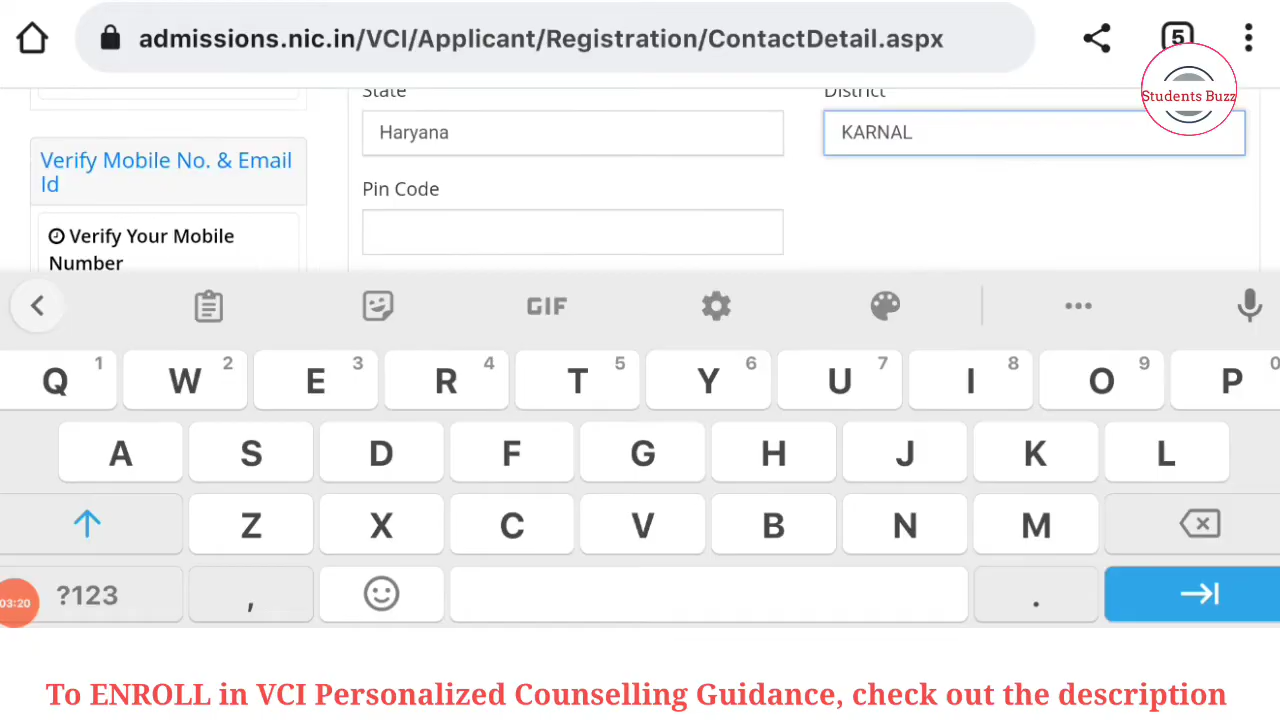 admissions.nic.in/VCI/Applicant/Registration/ContactDetail.aspx
5
Students Buzz
State
District
Haryana
KARNAL
Verify Mobile No. & Email
Id
Pin Code
Verify Your Mobile
Number
GIF
Q 1 W 2 E 3 R 4 T 5 Y 6 U 7 I 8 O 9 P 0
A S D F G H J K L
Z X C V B N M
03:20
?123 , .
To ENROLL in VCI Personalized Counselling Guidance, check out the description